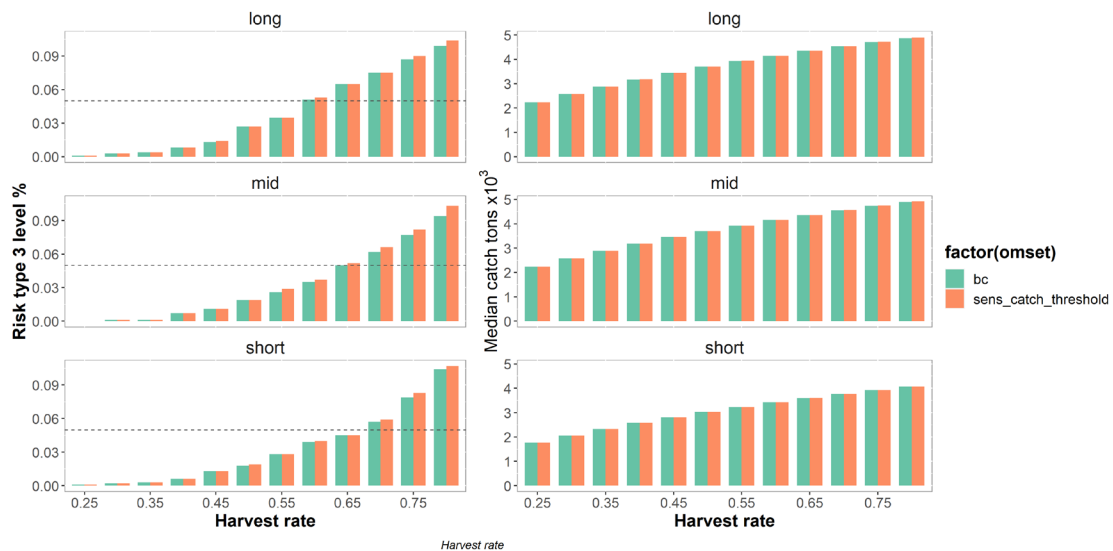 long
long
0.09
0.06
0.03
0.00
5
4
3
2
1
0
mid
mid
0.09
0.06
0.03
0.00
5
4
3
2
1
0
short
short
0.09
0.06
0.03
0.00
5
4
3
2
1
0
Risk type 3 level %
Median catch tons x10³
0.25 0.35 0.45 0.55 0.65 0.75
0.25 0.35 0.45 0.55 0.65 0.75
Harvest rate
Harvest rate
Harvest rate
factor(omset)
bc
sens_catch_threshold